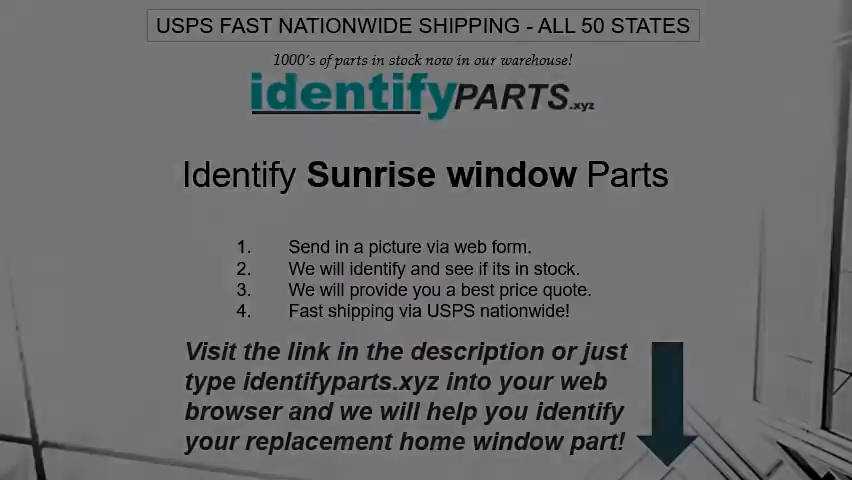 USPS FAST NATIONWIDE SHIPPING - ALL 50 STATES
1000's of parts in stock now in our warehouse!
identifyPARTS.xyz
Identify Sunrise window Parts
1. Send in a picture via web form.
2. We will identify and see if its in stock.
3. We will provide you a best price quote.
4. Fast shipping via USPS nationwide!
Visit the link in the description or just
type identifyparts.xyz into your web
browser and we will help you identify
your replacement home window part!